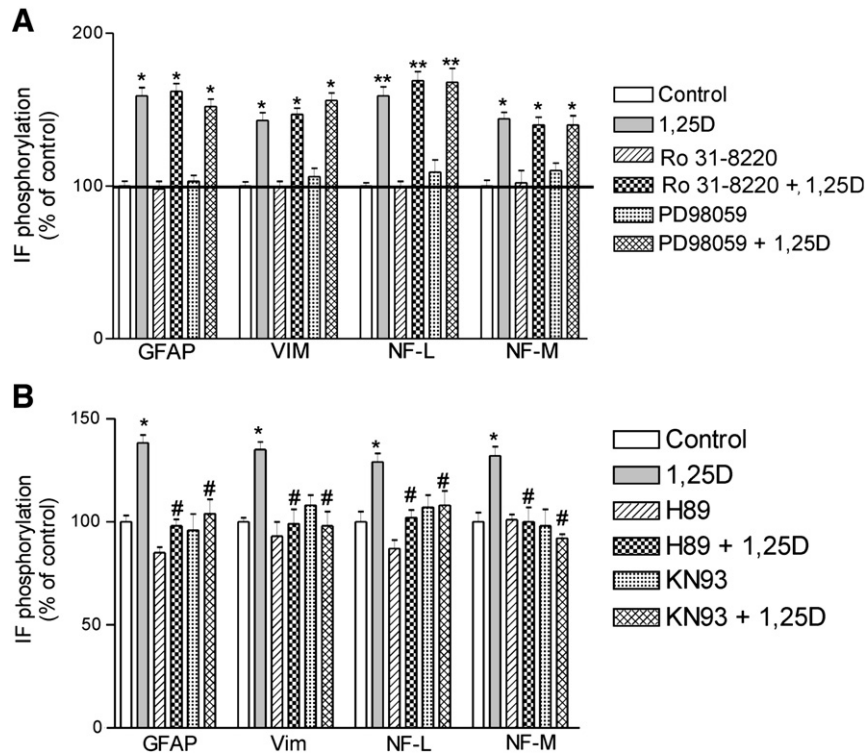 A
IF phosphorylation
(% of control)
200
100
0
* * * * * * ** ** ** * * *
GFAP VIM NF-L NF-M
Control
1,25D
Ro 31-8220
Ro 31-8220 + 1,25D
PD98059
PD98059 + 1,25D
B
IF phosphorylation
(% of control)
150
100
50
0
* # # * # # * # # * # #
GFAP Vim NF-L NF-M
Control
1,25D
H89
H89 + 1,25D
KN93
KN93 + 1,25D